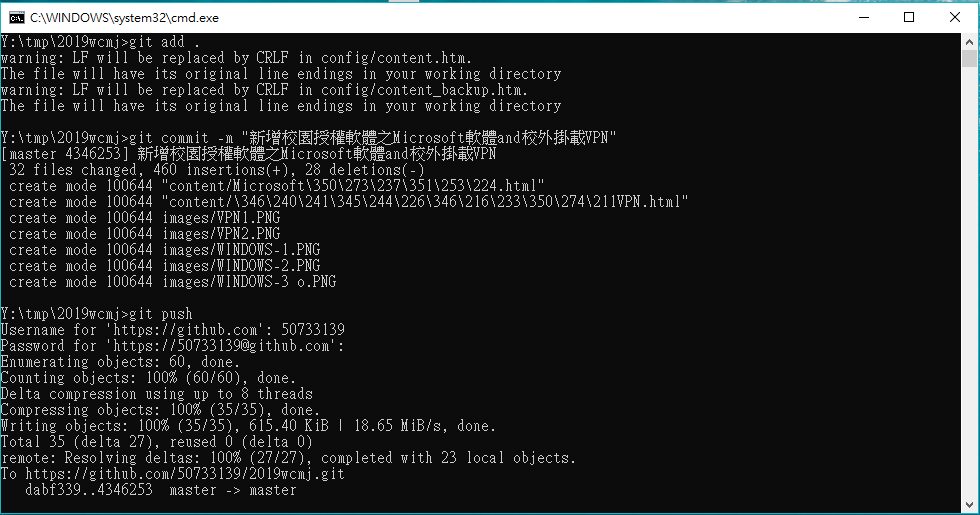 C:\WINDOWS\system32\cmd.exe
Y:\tmp\2019wcmj>git add .
warning: LF will be replaced by CRLF in config/content.htm.
The file will have its original line endings in your working directory
warning: LF will be replaced by CRLF in config/content_backup.htm.
The file will have its original line endings in your working directory
Y:\tmp\2019wcmj>git commit -m "新增校園授權軟體之Microsoft軟體and校外掛載VPN"
[master 4346253] 新增校園授權軟體之Microsoft軟體and校外掛載VPN
32 files changed, 460 insertions(+), 28 deletions(-)
create mode 100644 "content/Microsoft\350\273\237\351\253\224.html"
create mode 100644 "content/\346\240\241\345\244\226\346\216\233\350\274\211VPN.html"
create mode 100644 images/VPN1.PNG
create mode 100644 images/VPN2.PNG
create mode 100644 images/WINDOWS-1.PNG
create mode 100644 images/WINDOWS-2.PNG
create mode 100644 images/WINDOWS-3 o.PNG
Y:\tmp\2019wcmj>git push
Username for 'https://github.com': 50733139
Password for 'https://50733139@github.com':
Enumerating objects: 60, done.
Counting objects: 100% (60/60), done.
Delta compression using up to 8 threads
Compressing objects: 100% (35/35), done.
Writing objects: 100% (35/35), 615.40 KiB | 18.65 MiB/s, done.
Total 35 (delta 27), reused 0 (delta 0)
remote: Resolving deltas: 100% (27/27), completed with 23 local objects.
To https://github.com/50733139/2019wcmj.git
dabf339..4346253  master -> master